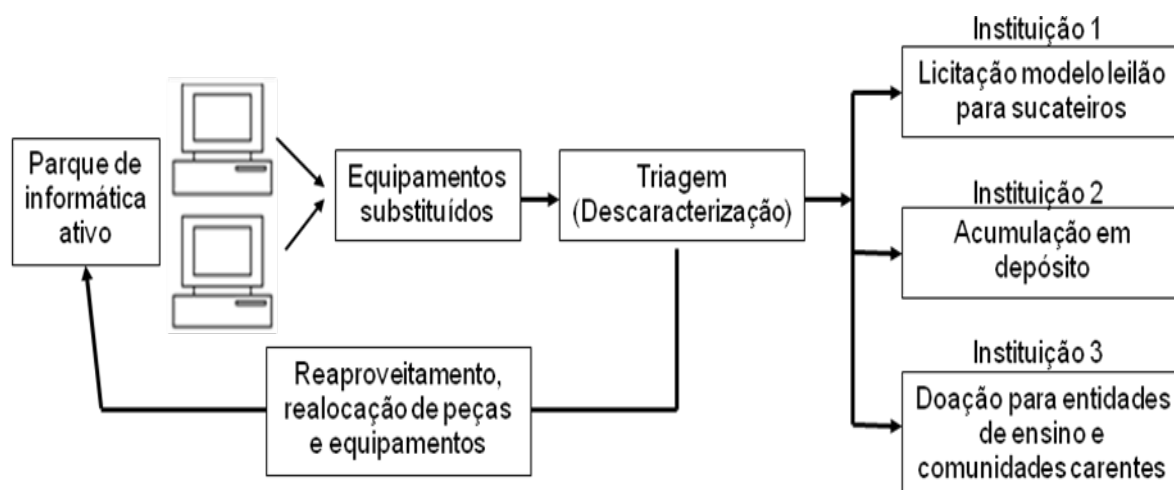 Parque de
informática
ativo
Equipamentos
substituídos
Triagem
(Descaracterização)
Reaproveitamento,
realocação de peças
e equipamentos
Instituição 1
Licitação modelo leilão
para sucateiros
Instituição 2
Acumulação em
depósito
Instituição 3
Doação para entidades
de ensino e
comunidades carentes